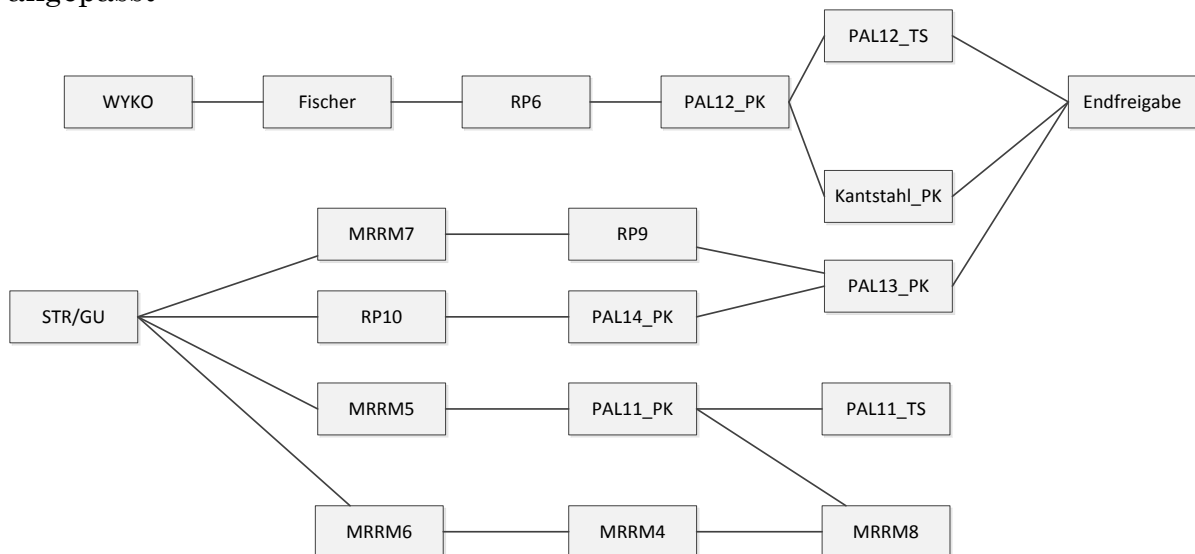 PAL12_TS
WYKO
Fischer
RP6
PAL12_PK
Endfreigabe
Kantstahl_PK
MRRM7
RP9
PAL13_PK
STR/GU
RP10
PAL14_PK
MRRM5
PAL11_PK
PAL11_TS
MRRM6
MRRM4
MRRM8